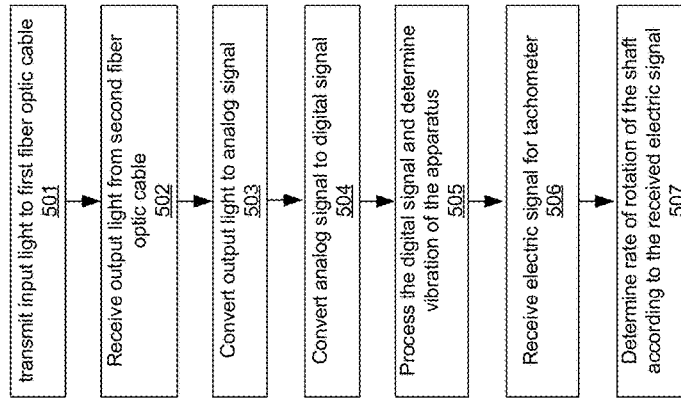 transmit input light to first fiber optic cable
501
Receive output light from second fiber
optic cable
502
Convert output light to analog signal
503
Convert analog signal to digital signal
504
Process the digital signal and determine
vibration of the apparatus
505
Receive electric signal for tachometer
506
Determine rate of rotation of the shaft
according to the received electric signal
507